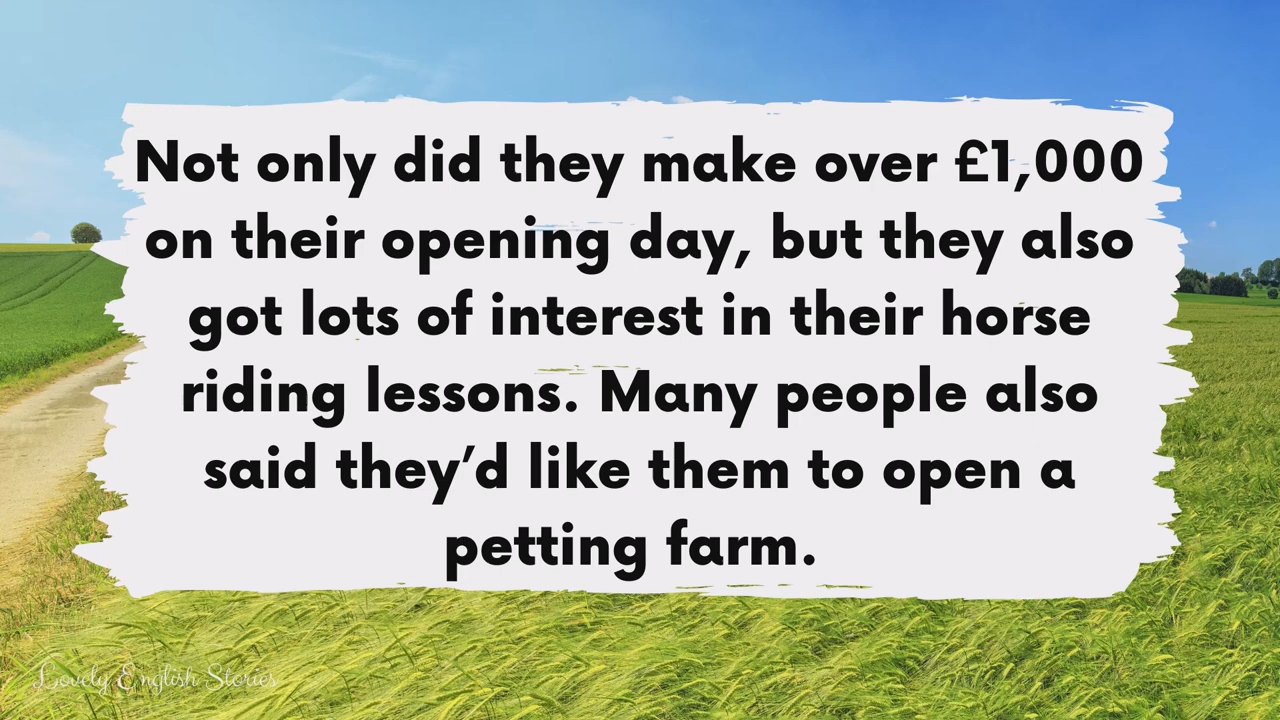 Not only did they make over £1,000
on their opening day, but they also
got lots of interest in their horse
riding lessons. Many people also
said they’d like them to open a
petting farm.
Lovely English Stories